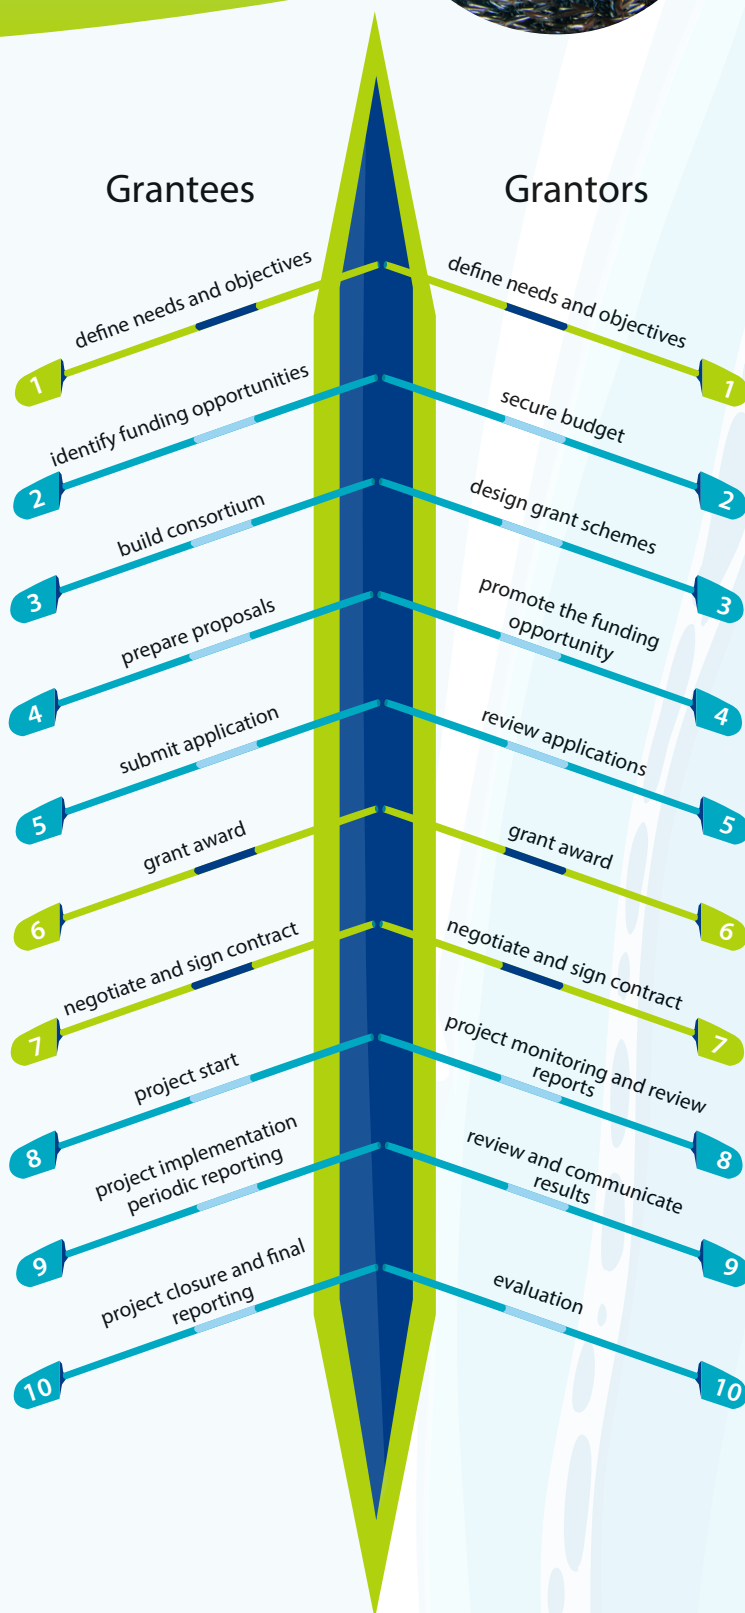 Grantees
define needs and objectives
1
identify funding opportunities
2
build consortium
3
prepare proposals
4
submit application
5
grant award
6
negotiate and sign contract
7
project start
8
project implementation
periodic reporting
9
project closure and final
reporting
10
Grantors
define needs and objectives
1
secure budget
2
design grant schemes
3
promote the funding
opportunity
4
review applications
5
grant award
6
negotiate and sign contract
7
project monitoring and review
reports
8
review and communicate
results
9
evaluation
10